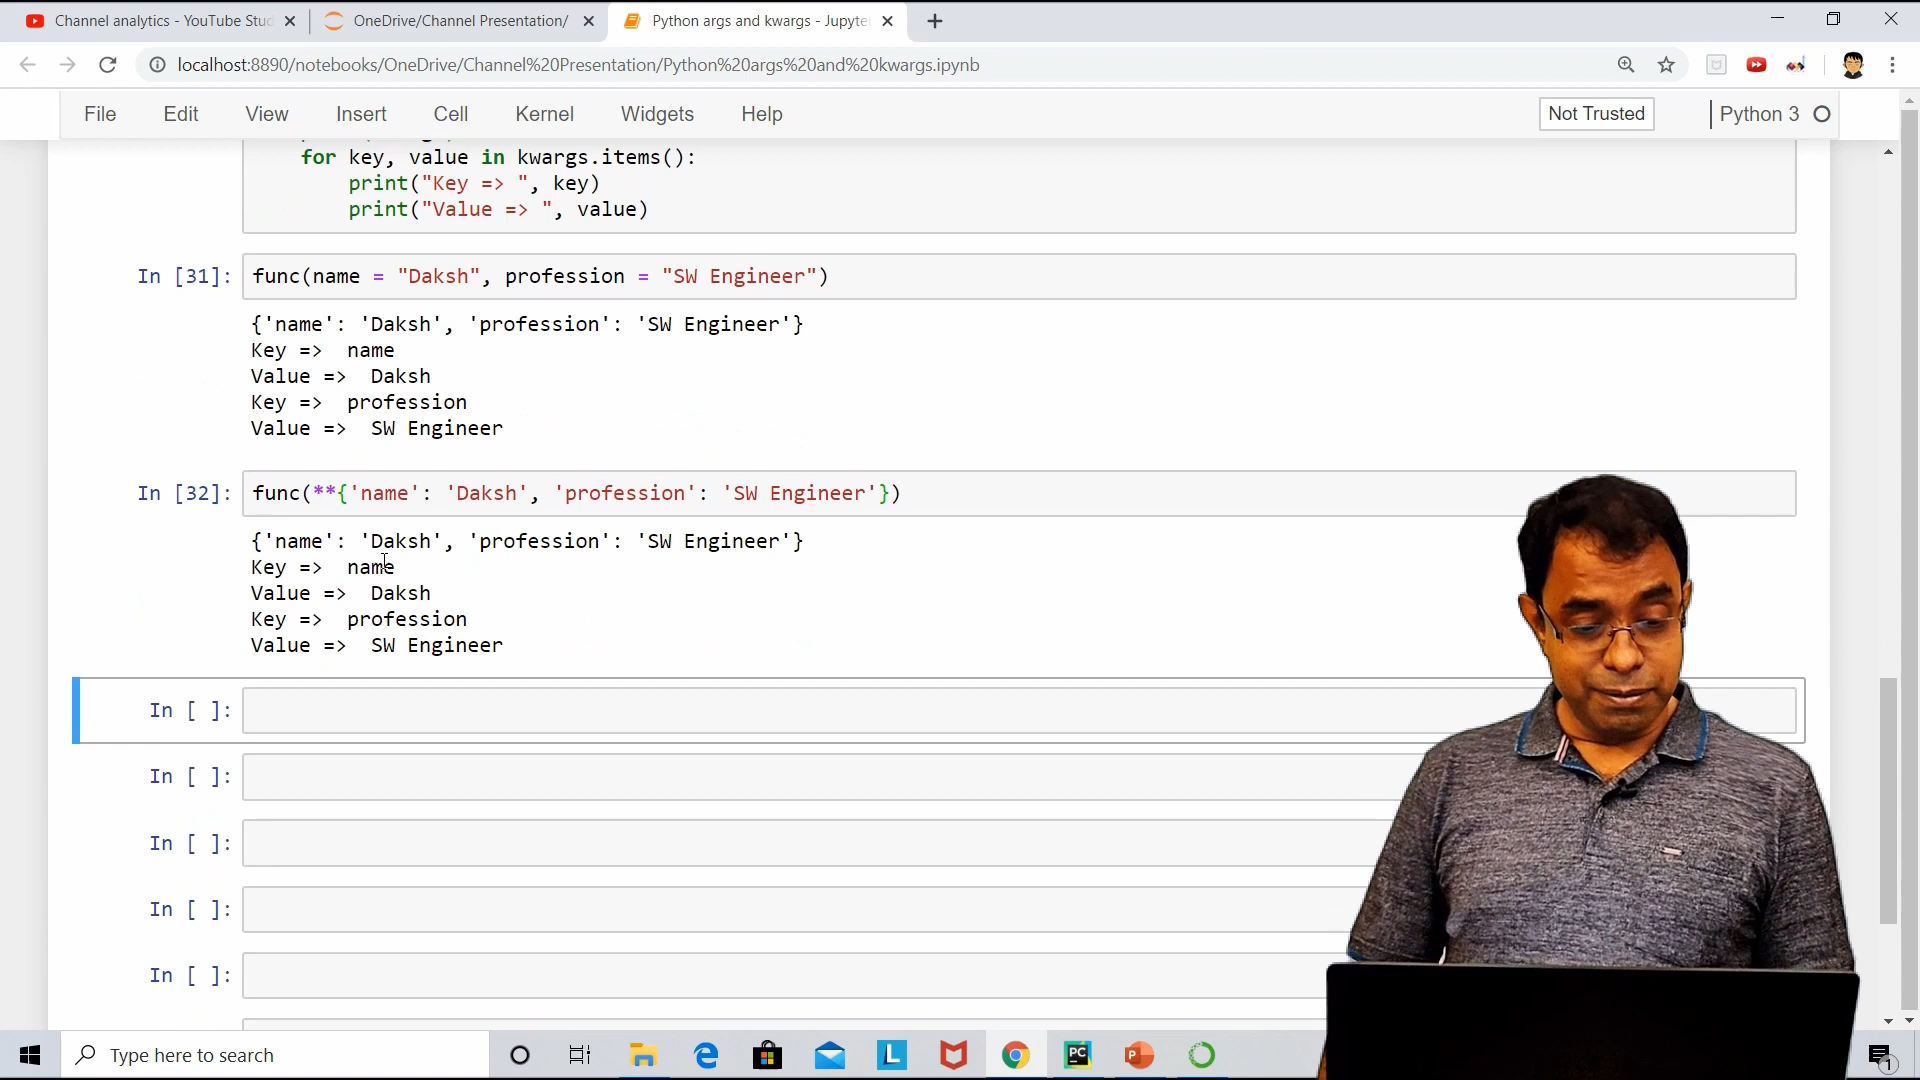 Channel analytics - YouTube Stud
OneDrive/Channel Presentation/
Python args and kwargs - Jupyte
localhost:8890/notebooks/OneDrive/Channel%20Presentation/Python%20args%20and%20kwargs.ipynb
File Edit View Insert Cell Kernel Widgets Help Not Trusted Python 3
for key, value in kwargs.items():
print("Key => ", key)
print("Value => ", value)
In [31]: func(name = "Daksh", profession = "SW Engineer")
{'name': 'Daksh', 'profession': 'SW Engineer'}
Key => name
Value => Daksh
Key => profession
Value => SW Engineer
In [32]: func(**{'name': 'Daksh', 'profession': 'SW Engineer'})
{'name': 'Daksh', 'profession': 'SW Engineer'}
Key => name
Value => Daksh
Key => profession
Value => SW Engineer
In [ ]:
In [ ]:
In [ ]:
In [ ]:
In [ ]:
Type here to search
L
PC
P
1